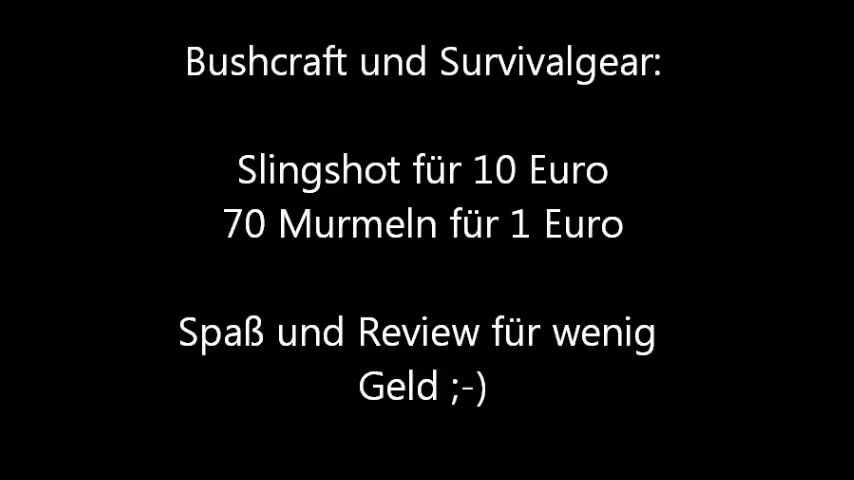 Bushcraft und Survivalgear:
Slingshot für 10 Euro
70 Murmeln für 1 Euro
Spaß und Review für wenig
Geld ;-)